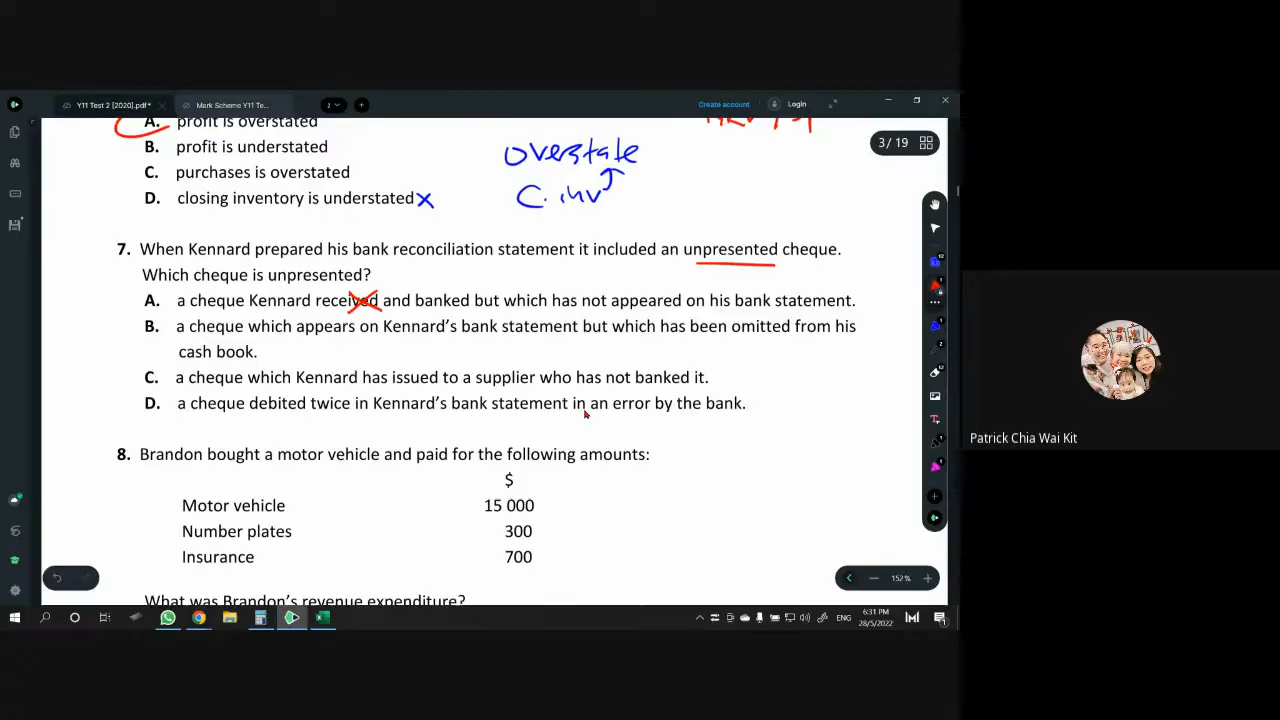 Y11 Test 2 [2020].pdf*
Mark Scheme Y11 Te...
2
Create account
Login
A. profit is overstated
3 / 19
B. profit is understated
overstate
C. purchases is overstated
D. closing inventory is understated x
C. inv
7. When Kennard prepared his bank reconciliation statement it included an unpresented cheque.
Which cheque is unpresented?
A. a cheque Kennard received and banked but which has not appeared on his bank statement.
B. a cheque which appears on Kennard's bank statement but which has been omitted from his
cash book.
C. a cheque which Kennard has issued to a supplier who has not banked it.
D. a cheque debited twice in Kennard's bank statement in an error by the bank.
Patrick Chia Wai Kit
8. Brandon bought a motor vehicle and paid for the following amounts:
$
Motor vehicle 15 000
Number plates 300
Insurance 700
152%
What was Brandon's revenue expenditure?
ENG
6:31 PM
28/5/2022